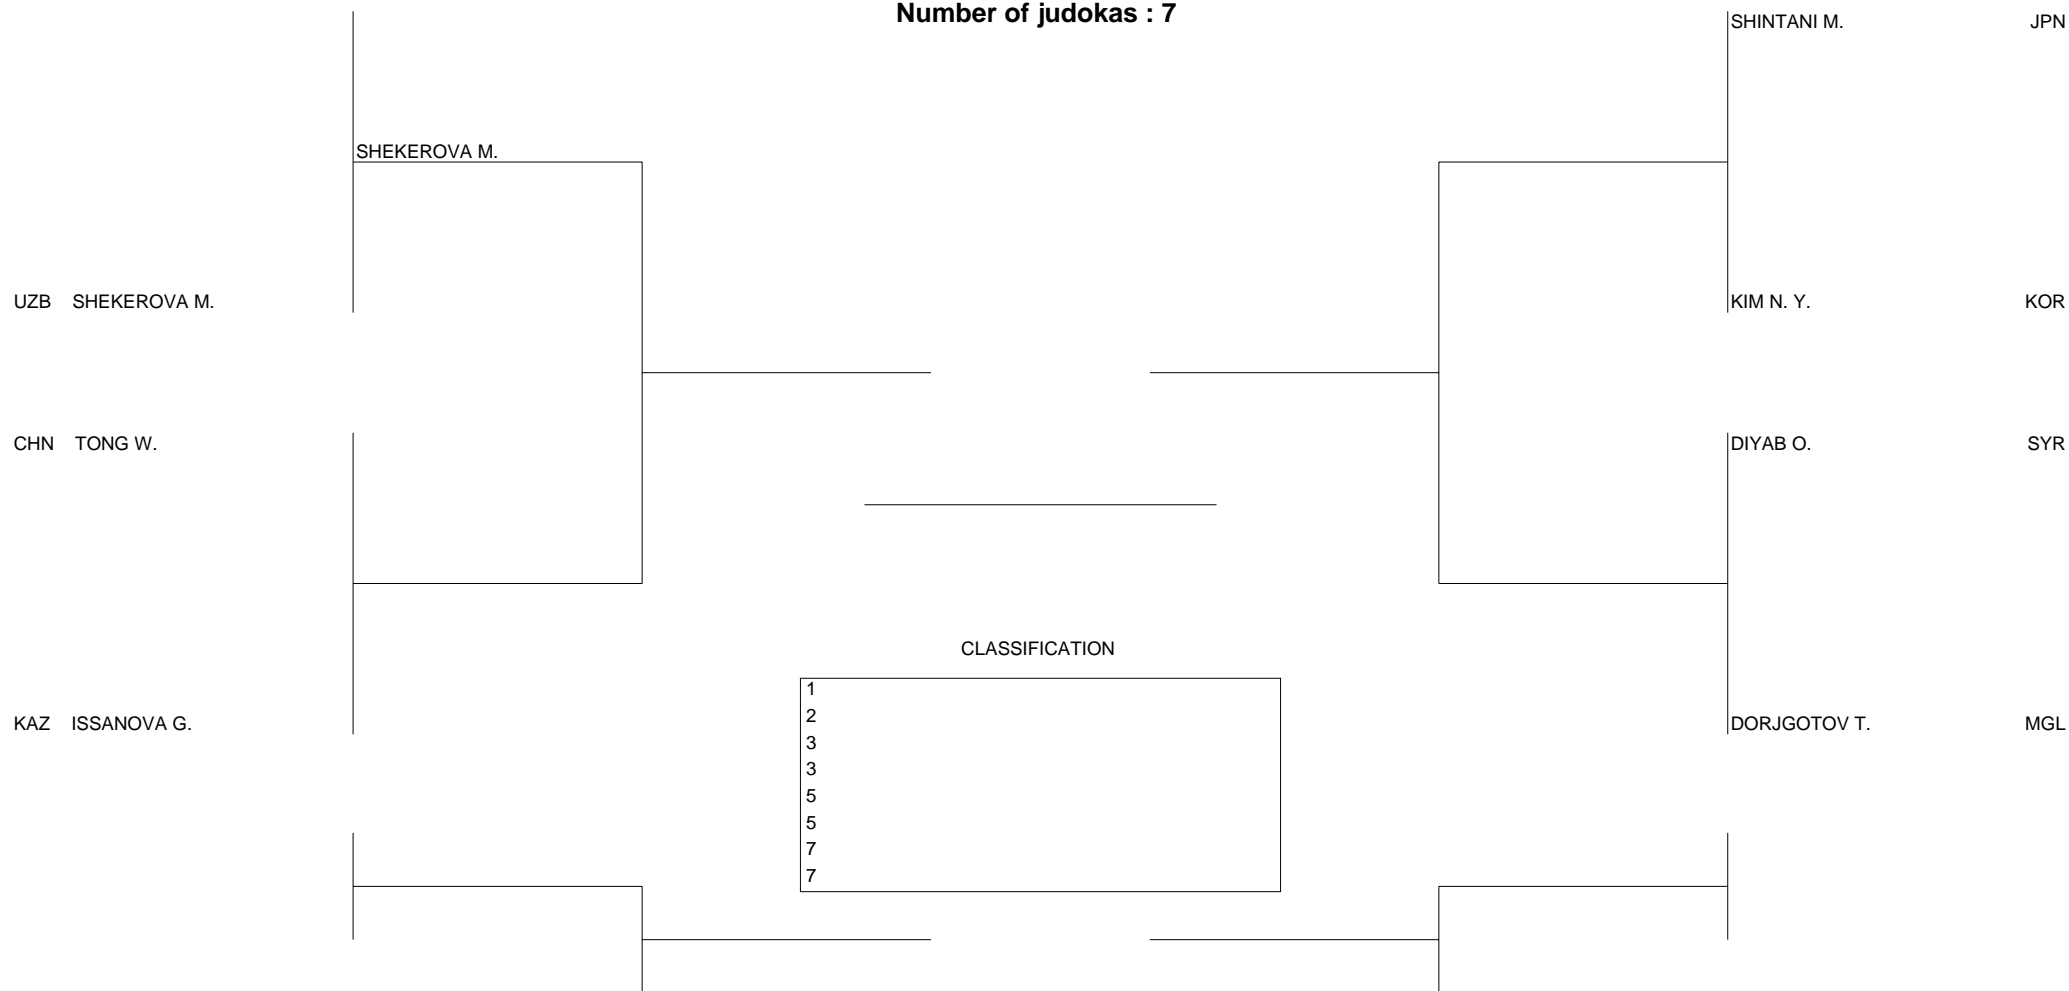 Number of judokas : 7
SHINTANI M. JPN
SHEKEROVA M.
UZB SHEKEROVA M.
KIM N. Y. KOR
CHN TONG W.
DIYAB O. SYR
CLASSIFICATION
1
2
3
3
5
5
7
7
KAZ ISSANOVA G.
DORJGOTOV T. MGL